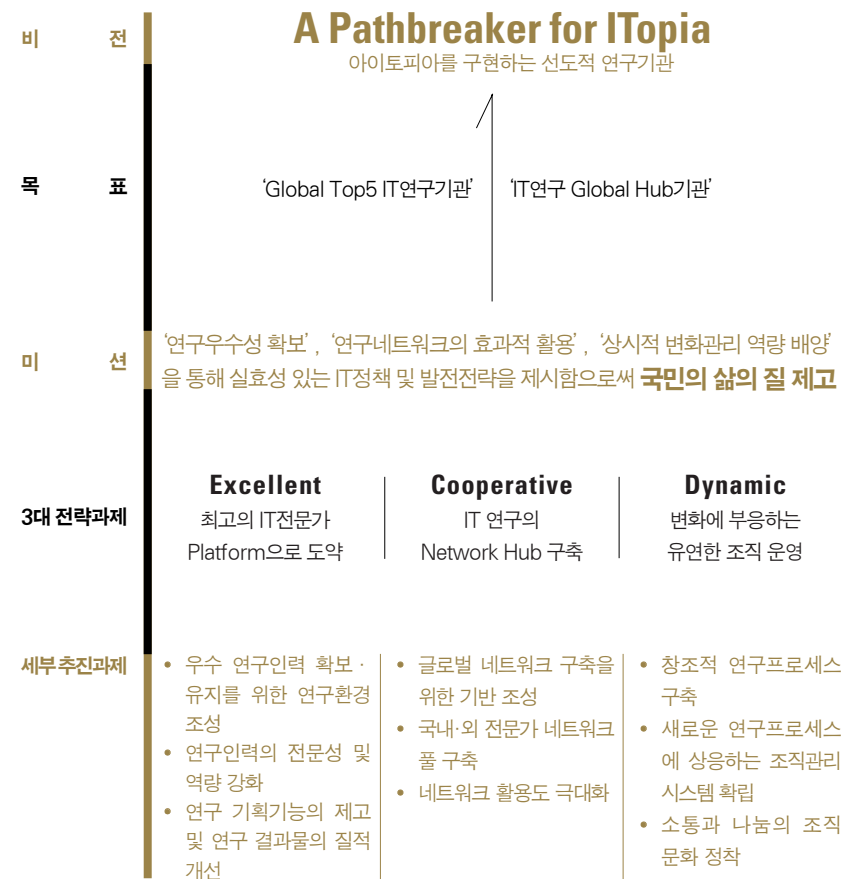 비 전
A Pathbreaker for ITopia
아이토피아를 구현하는 선도적 연구기관
목 표
‘Global Top5 IT연구기관’
‘IT연구 Global Hub기관’
미 션
‘연구우수성 확보’, ‘연구네트워크의 효과적 활용’, ‘상시적 변화관리 역량 배양’
을 통해 실효성 있는 IT정책 및 발전전략을 제시함으로써 국민의 삶의 질 제고
3대 전략과제
Excellent
최고의 IT전문가
Platform으로 도약
Cooperative
IT 연구의
Network Hub 구축
Dynamic
변화에 부응하는
유연한 조직 운영
세부 추진과제
• 우수 연구인력 확보·
유지를 위한 연구환경
조성
• 연구인력의 전문성 및
역량 강화
• 연구 기획기능의 제고
및 연구 결과물의 질적
개선
• 글로벌 네트워크 구축을
위한 기반 조성
• 국내·외 전문가 네트워크
풀 구축
• 네트워크 활용도 극대화
• 창조적 연구프로세스
구축
• 새로운 연구프로세스
에 상응하는 조직관리
시스템 확립
• 소통과 나눔의 조직
문화 정착